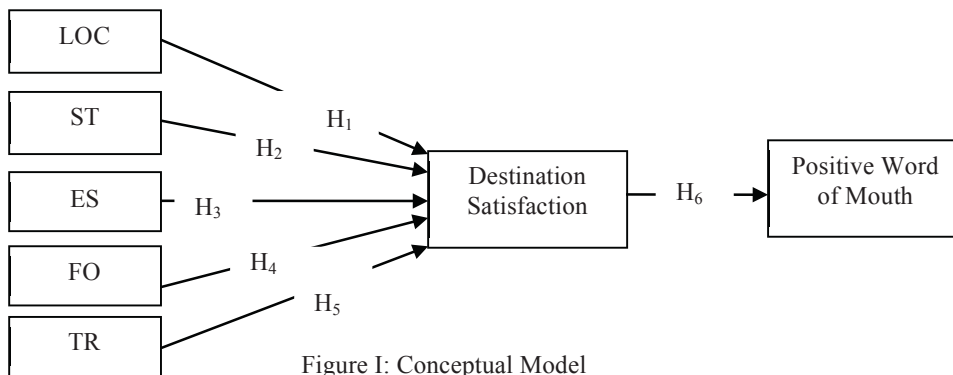 LOC
ST
ES
FO
TR
H₁
H₂
H₃
H₄
H₅
Destination
Satisfaction
H₆
Positive Word
of Mouth
Figure I: Conceptual Model